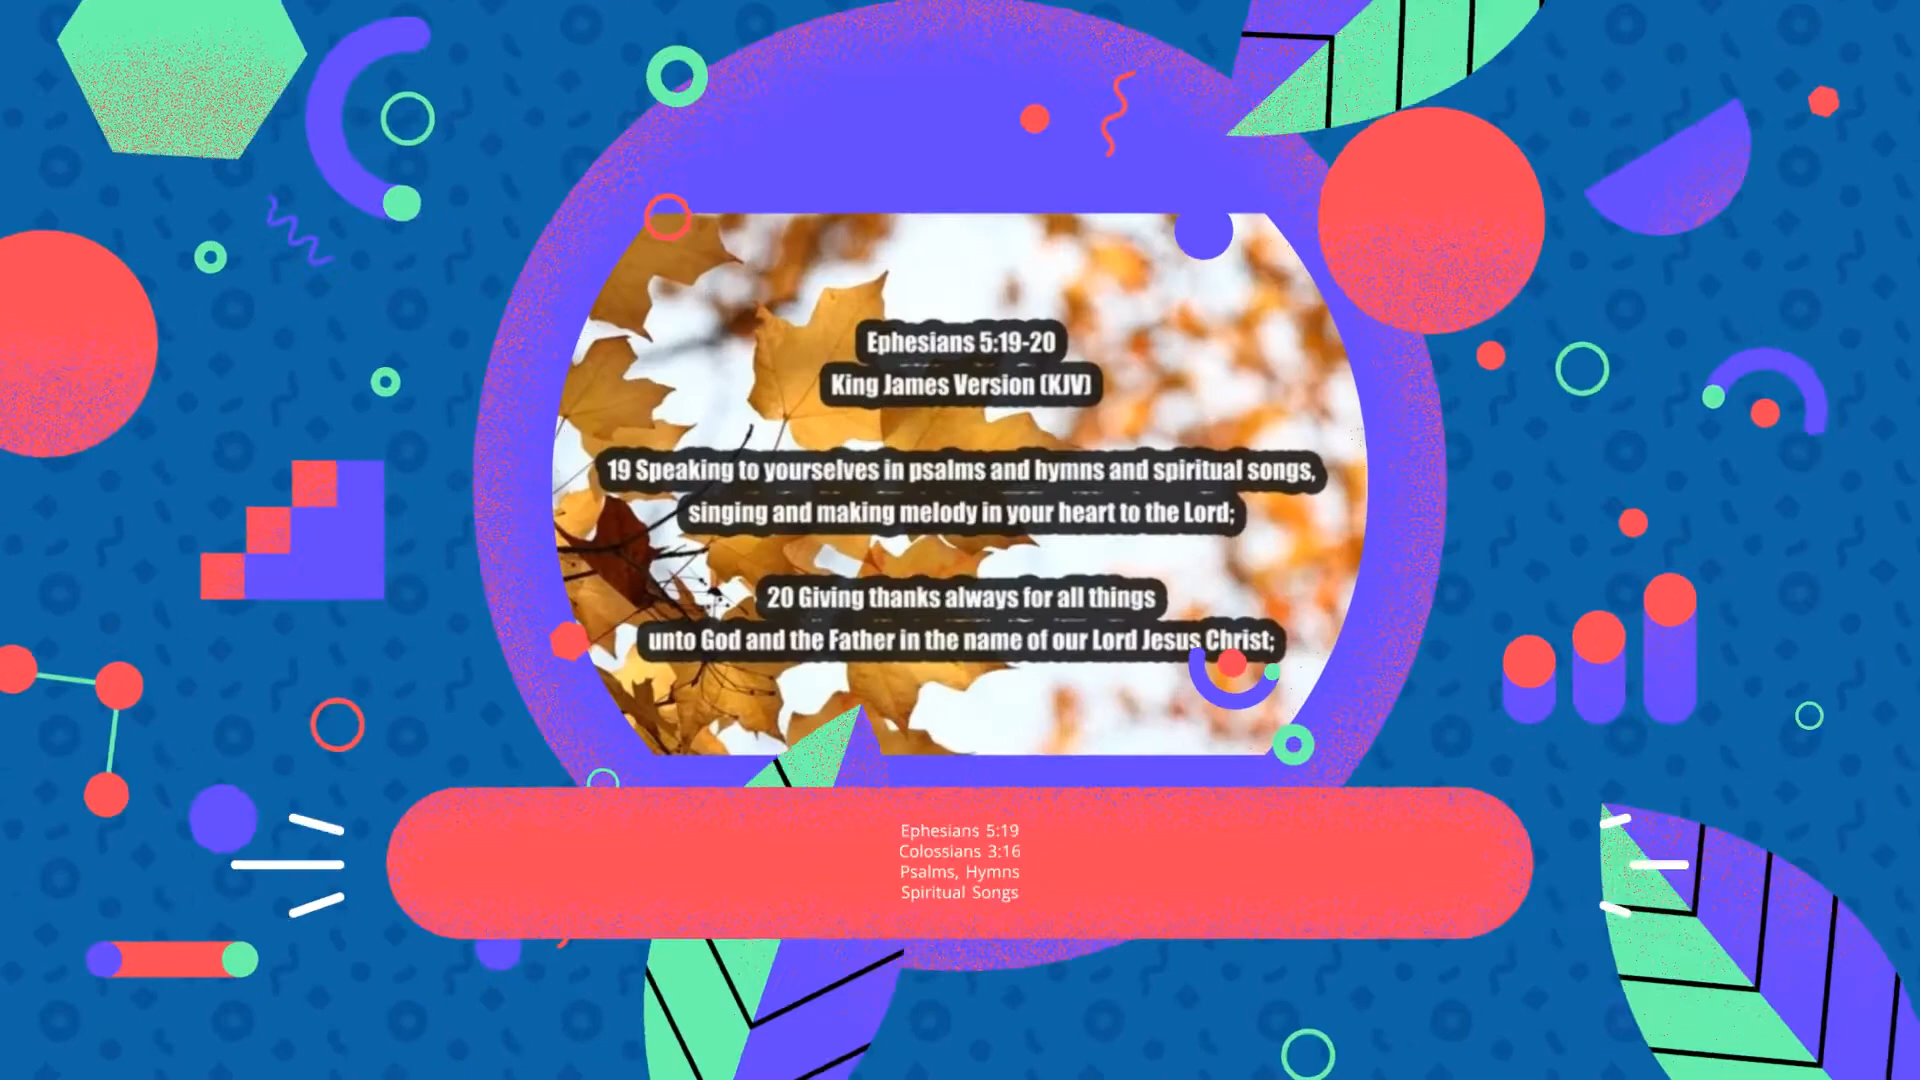 Ephesians 5:19-20
King James Version (KJV)
19 Speaking to yourselves in psalms and hymns and spiritual songs,
singing and making melody in your heart to the Lord;
20 Giving thanks always for all things
unto God and the Father in the name of our Lord Jesus Christ;
Ephesians 5:19
Colossians 3:16
Psalms, Hymns
Spiritual Songs